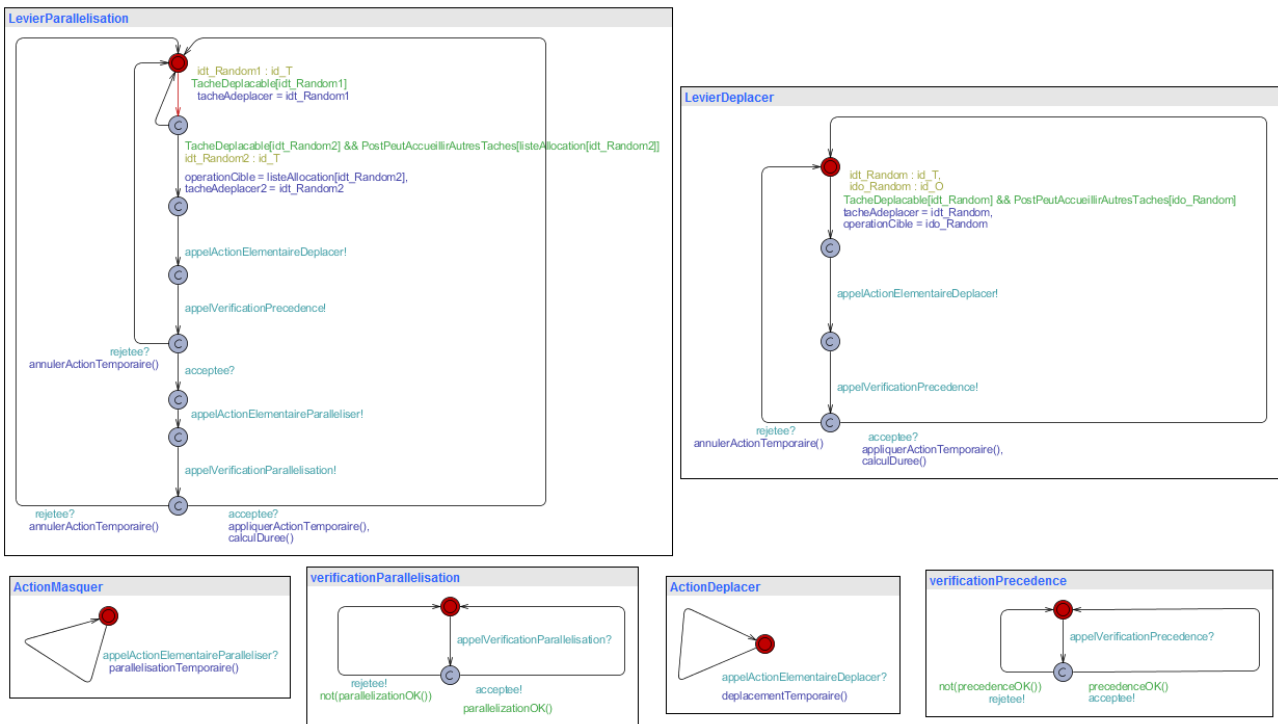 LevierParallelisation
idt_Random1 : id_T
TacheDeplacable[idt_Random1]
tacheAdeplacer = idt_Random1
C
TacheDeplacable[idt_Random2] && PostPeutAccueillirAutresTaches[listeAllocation[idt_Random2]]
idt_Random2 : id_T
operationCible = listeAllocation[idt_Random2],
tacheAdeplacer2 = idt_Random2
C
appelActionElementaireDeplacer!
C
appelVerificationPrecedence!
C
rejetee?
annulerActionTemporaire()
acceptee?
C
appelActionElementaireParalleliser!
C
appelVerificationParallelisation!
C
rejetee?
annulerActionTemporaire()
acceptee?
appliquerActionTemporaire(),
calculDuree()
LevierDeplacer
idt_Random : id_T,
ido_Random : id_O
TacheDeplacable[idt_Random] && PostPeutAccueillirAutresTaches[ido_Random]
tacheAdeplacer = idt_Random,
operationCible = ido_Random
C
appelActionElementaireDeplacer!
C
appelVerificationPrecedence!
C
rejetee?
annulerActionTemporaire()
acceptee?
appliquerActionTemporaire(),
calculDuree()
ActionMasquer
appelActionElementaireParalleliser?
parallelisationTemporaire()
verificationParallelisation
appelVerificationParallelisation?
C
rejetee!
not(parallelizationOK())
acceptee!
parallelizationOK()
ActionDeplacer
appelActionElementaireDeplacer?
deplacementTemporaire()
verificationPrecedence
appelVerificationPrecedence?
C
not(precedenceOK())
rejetee!
precedenceOK()
acceptee!